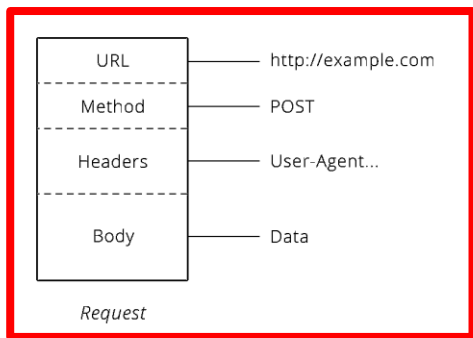 URL http://example.com
Method POST
Headers User-Agent...
Body Data
Request